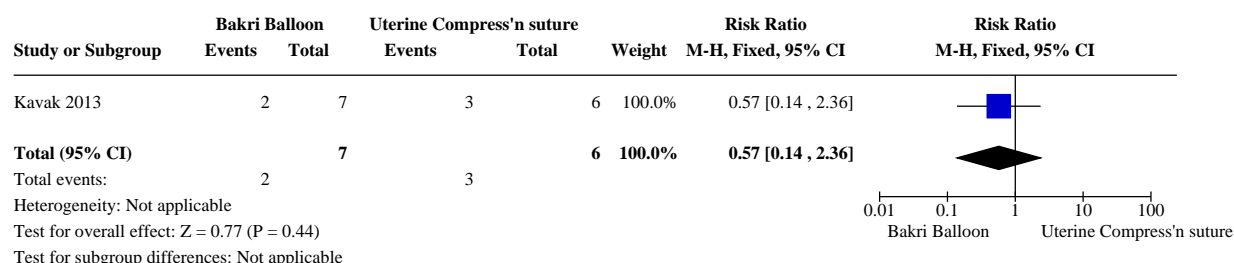 Bakri Balloon Uterine Compress'n suture Risk Ratio Risk Ratio
Study or Subgroup Events Total Events Total Weight M-H, Fixed, 95% CI M-H, Fixed, 95% CI
Kavak 2013 2 7 3 6 100.0% 0.57 [0.14 , 2.36]
Total (95% CI) 7 6 100.0% 0.57 [0.14 , 2.36]
Total events: 2 3
Heterogeneity: Not applicable
Test for overall effect: Z = 0.77 (P = 0.44)
Test for subgroup differences: Not applicable
0.01 0.1 1 10 100
Bakri Balloon Uterine Compress'n suture